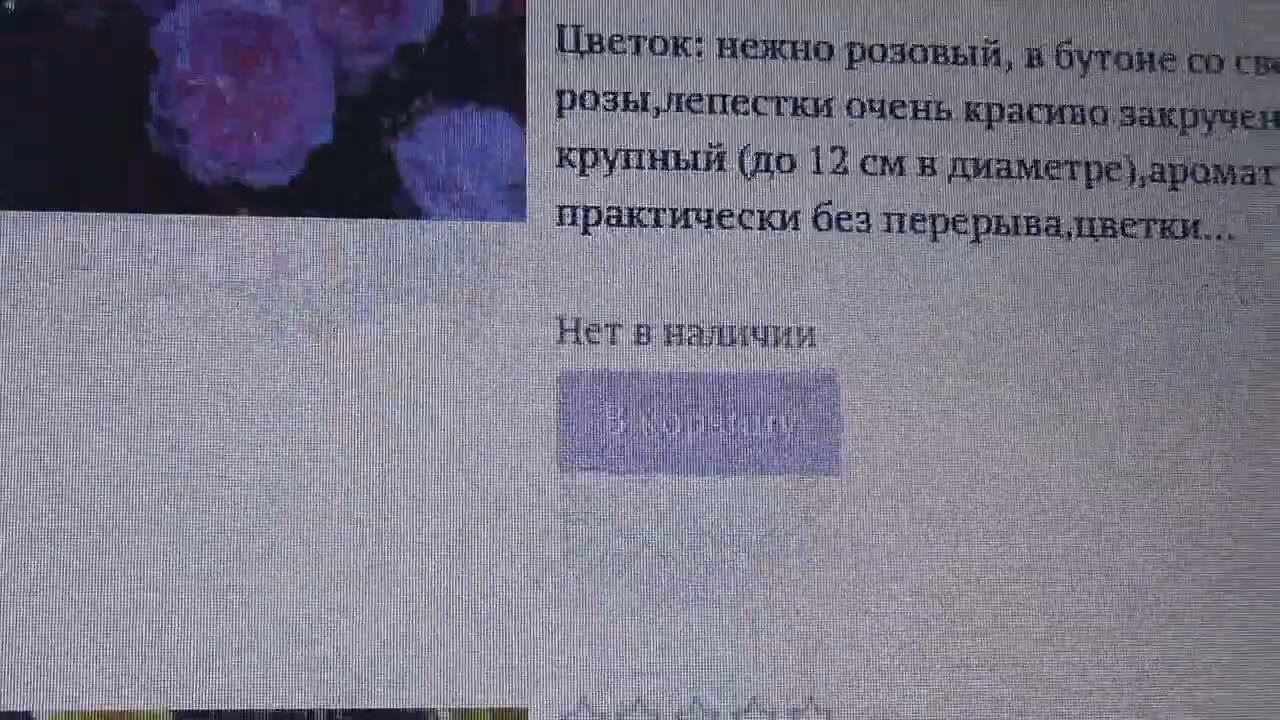 Цветок: нежно розовый, в бутоне со
розы,лепестки очень красиво закручен
крупный (до 12 см в диаметре),аромат
практически без перерыва,цветки...
Нет в наличии
В корзину